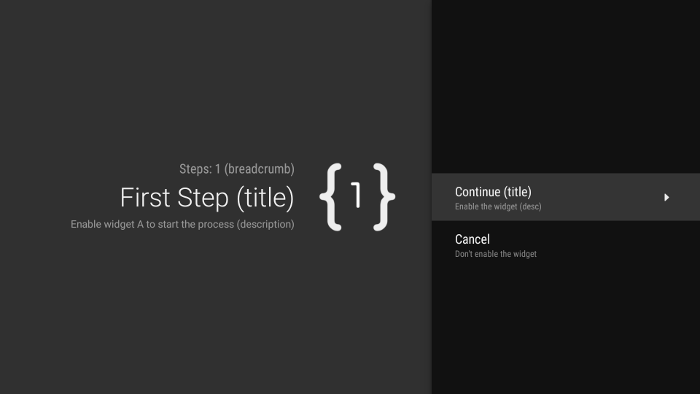 Steps: 1 (breadcrumb)
First Step (title)
Enable widget A to start the process (description)
{1}
Continue (title)
Enable the widget (desc)
Cancel
Don't enable the widget